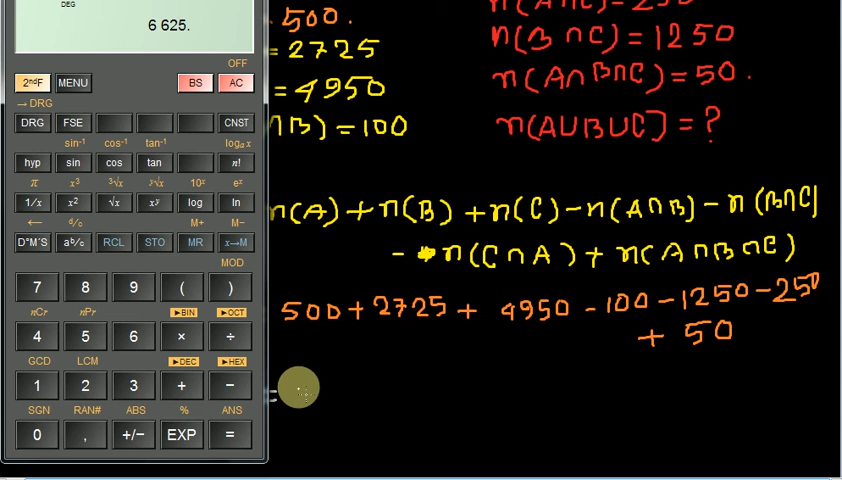 DEG
6 625.
OFF
2ndF MENU BS AC
→ DRG
DRG FSE CNST
sin⁻¹ cos⁻¹ tan⁻¹ logₐ x
hyp sin cos tan n!
π x³ ³√x ʸ√x 10ˣ eˣ
1/x x² √x xʸ log ln
← d/c M+ M−
D°M'S aᵇ/c RCL STO MR x→M
MOD
7 8 9 ( )
nCr nPr ►BIN ►OCT
4 5 6 × ÷
GCD LCM ►DEC ►HEX
1 2 3 + −
SGN RAN# ABS % ANS
0 , +/− EXP =
. 500.
= 2725
= 4950
∩B) = 100
n(B∩C) = 1250
n(A∩B∩C) = 50.
n(A∪B∪C) = ?
n(A) + n(B) + n(C) − n(A∩B) − n(B∩C)
− n(C∩A) + n(A∩B∩C)
500 + 2725 + 4950 − 100 − 1250 − 250
+ 50
=